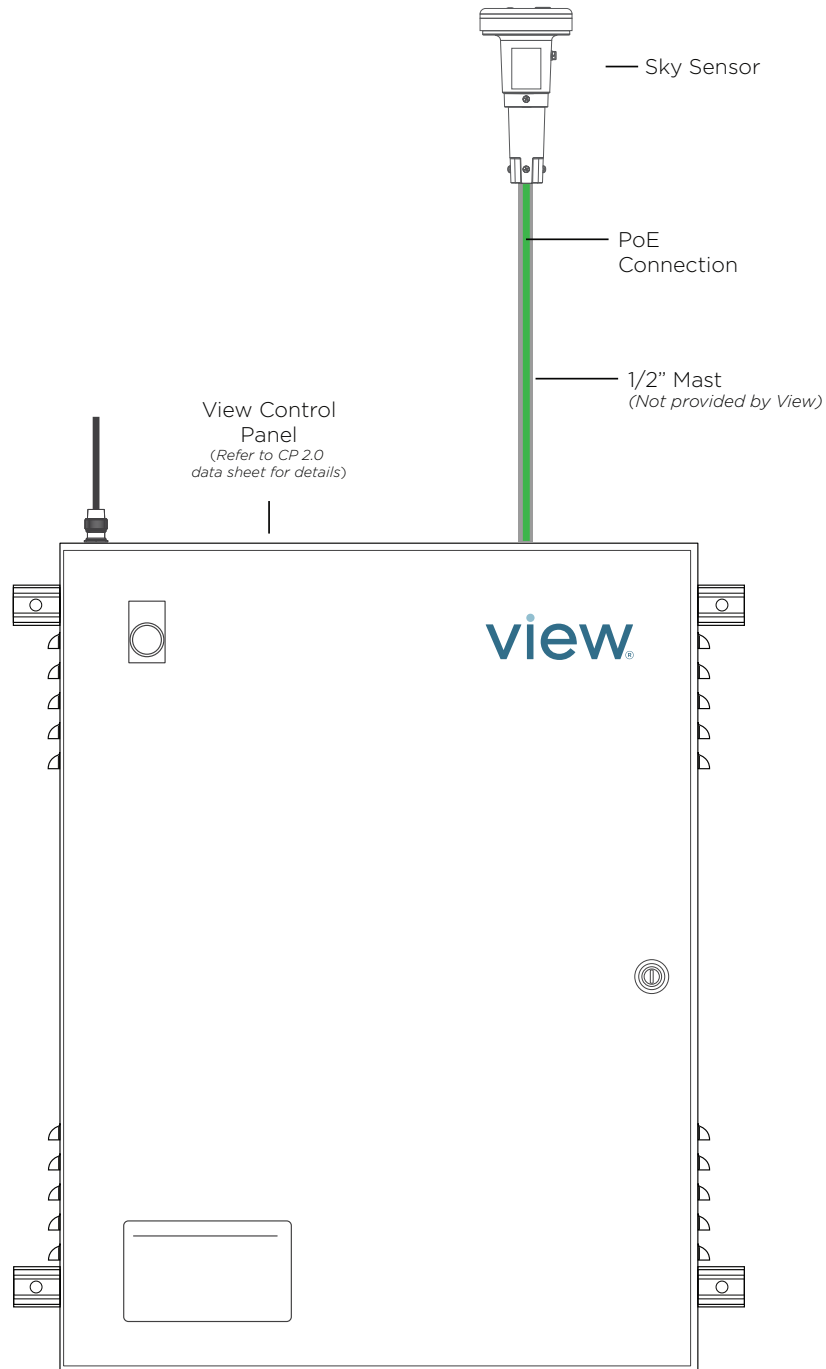 Sky Sensor
PoE
Connection
1/2” Mast
(Not provided by View)
View Control
Panel
(Refer to CP 2.0
data sheet for details)
view®